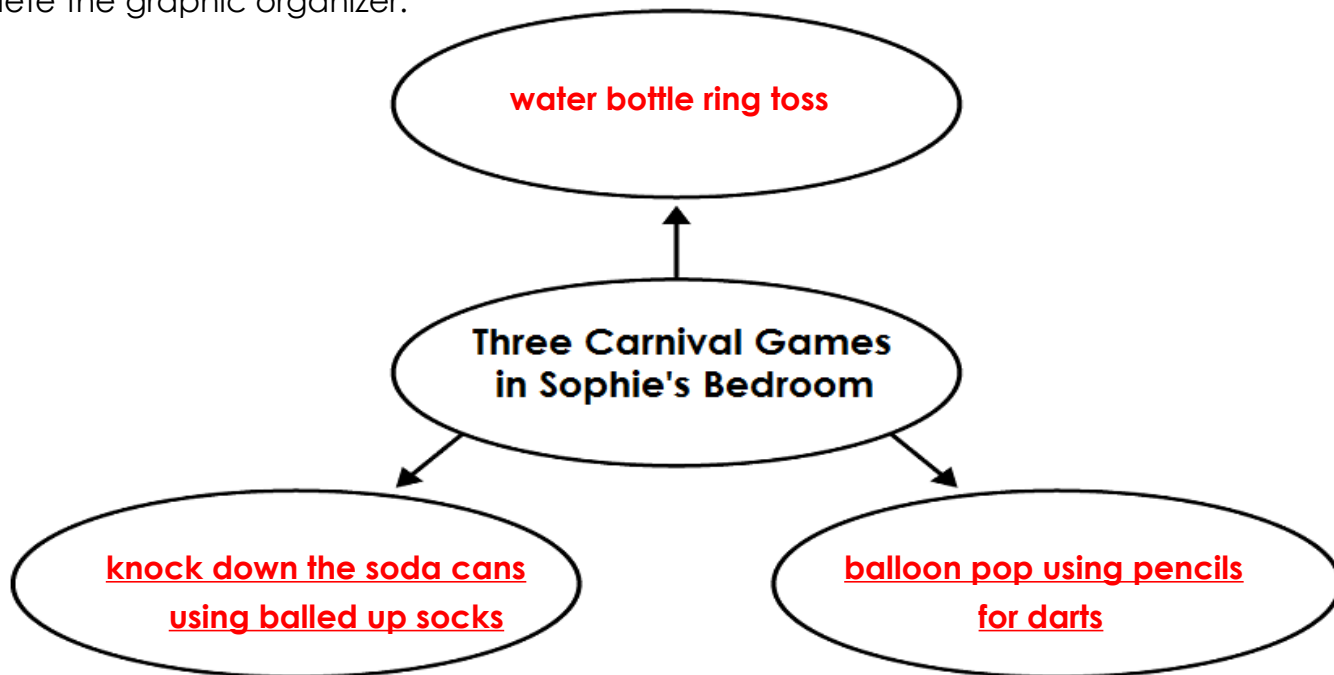 the graphic organizer.
water bottle ring toss
Three Carnival Games
in Sophie's Bedroom
knock down the soda cans
using balled up socks
balloon pop using pencils
for darts